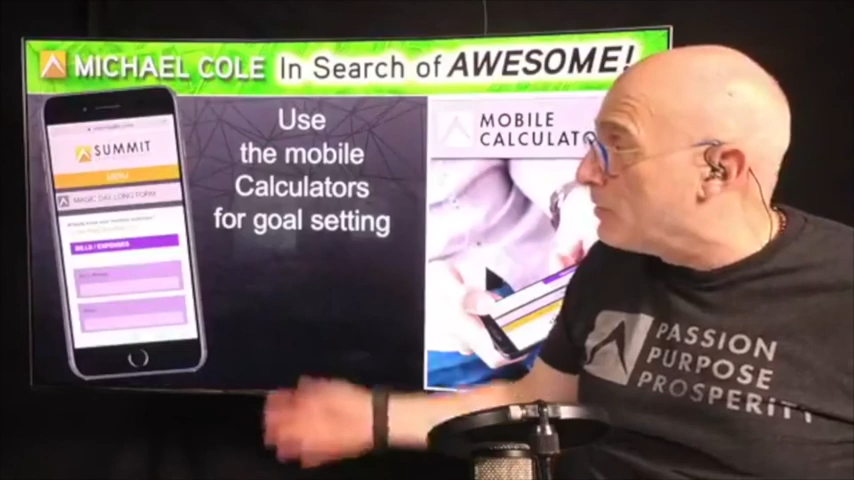 MICHAEL COLE In Search of AWESOME!
SUMMIT
MENU
MAGIC DAY LONG FORM
BILLS / EXPENSES
Use
the mobile
Calculators
for goal setting
MOBILE
CALCULATO
PASSION
PURPOSE
PROSPERITY